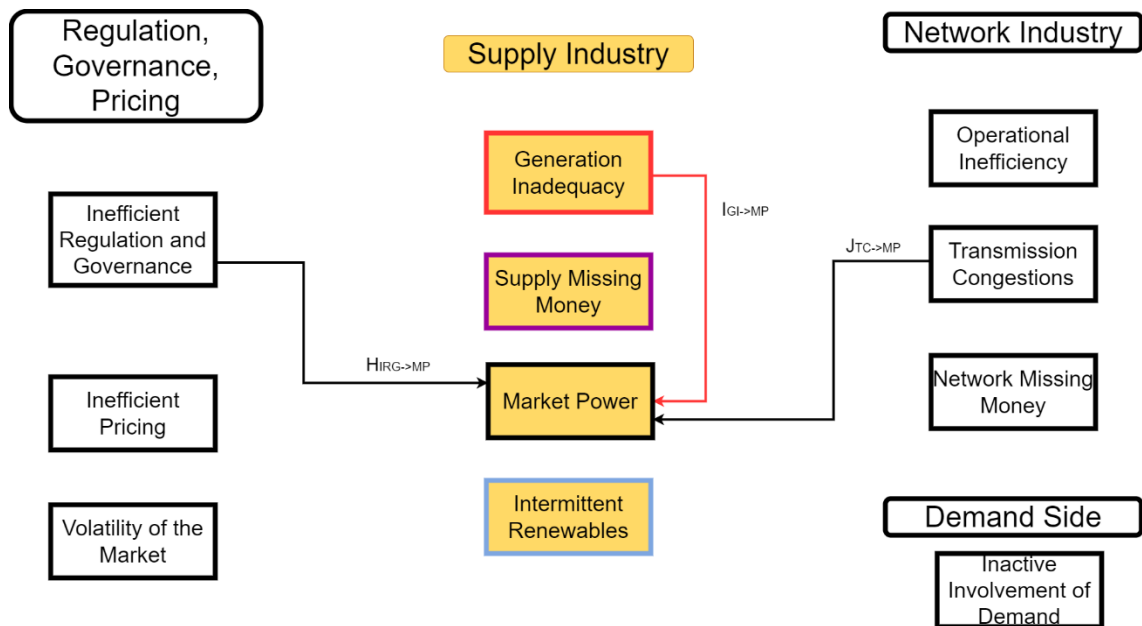 Regulation,
Governance,
Pricing
Inefficient
Regulation and
Governance
Inefficient
Pricing
Volatility of the
Market
HIRG->MP
Supply Industry
Generation
Inadequacy
Supply Missing
Money
Market Power
Intermittent
Renewables
IGI->MP
JTC->MP
Network Industry
Operational
Inefficiency
Transmission
Congestions
Network Missing
Money
Demand Side
Inactive
Involvement of
Demand